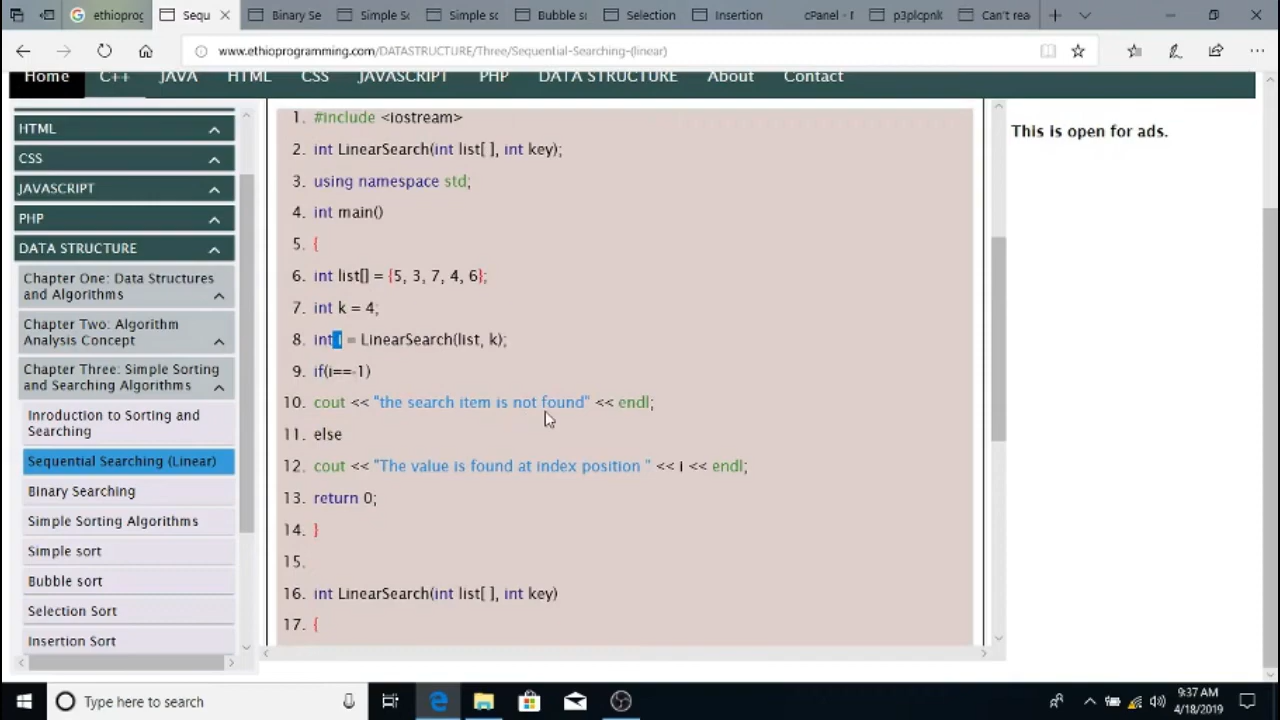 ethioprog
Sequ
Binary Se
Simple Sc
Simple so
Bubble so
Selection
Insertion
cPanel - f
p3plcpnl
Can't rea
www.ethioprogramming.com/DATASTRUCTURE/Three/Sequential-Searching-(linear)
Home C++ JAVA HTML CSS JAVASCRIPT PHP DATA STRUCTURE About Contact
HTML
CSS
JAVASCRIPT
PHP
DATA STRUCTURE
Chapter One: Data Structures
and Algorithms
Chapter Two: Algorithm
Analysis Concept
Chapter Three: Simple Sorting
and Searching Algorithms
Inroduction to Sorting and
Searching
Sequential Searching (Linear)
Binary Searching
Simple Sorting Algorithms
Simple sort
Bubble sort
Selection Sort
Insertion Sort
1. #include <iostream>
2. int LinearSearch(int list[ ], int key);
3. using namespace std;
4. int main()
5. {
6. int list[] = {5, 3, 7, 4, 6};
7. int k = 4;
8. int i = LinearSearch(list, k);
9. if(i==-1)
10. cout << "the search item is not found" << endl;
11. else
12. cout << "The value is found at index position " << i << endl;
13. return 0;
14. }
15.
16. int LinearSearch(int list[ ], int key)
17. {
This is open for ads.
Type here to search
9:37 AM
4/18/2019